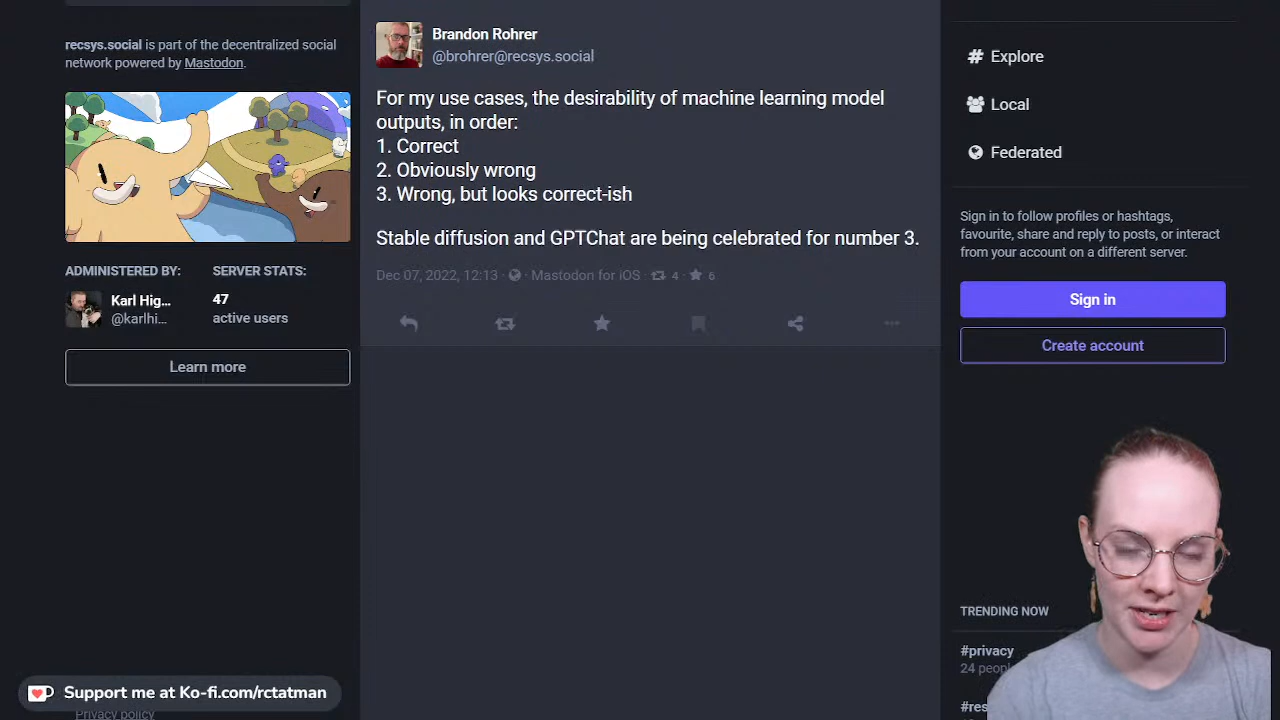 recsys.social is part of the decentralized social
network powered by Mastodon.
ADMINISTERED BY:
Karl Hig...
@karlhi...
SERVER STATS:
47
active users
Learn more
Brandon Rohrer
@brohrer@recsys.social
For my use cases, the desirability of machine learning model
outputs, in order:
1. Correct
2. Obviously wrong
3. Wrong, but looks correct-ish
Stable diffusion and GPTChat are being celebrated for number 3.
Dec 07, 2022, 12:13 · Mastodon for iOS · 4 · 6
# Explore
Local
Federated
Sign in to follow profiles or hashtags,
favourite, share and reply to posts, or interact
from your account on a different server.
Sign in
Create account
TRENDING NOW
#privacy
24 peopl
#res
Support me at Ko-fi.com/rctatman
Privacy policy